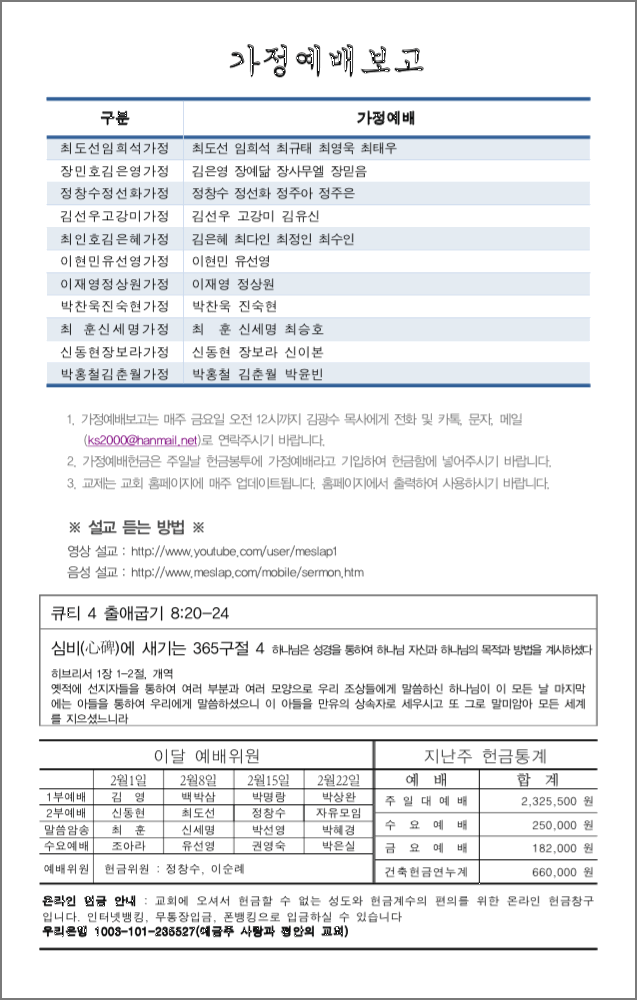 가정예배보고
구분 가정예배
최도선임희석가정 최도선 임희석 최규태 최영욱 최태우
장민호김은영가정 김은영 장예닮 장사무엘 장믿음
정창수정선화가정 정창수 정선화 정주아 정주은
김선우고강미가정 김선우 고강미 김유신
최인호김은혜가정 김은혜 최다인 최정인 최수인
이현민유선영가정 이현민 유선영
이재영정상원가정 이재영 정상원
박찬욱진숙현가정 박찬욱 진숙현
최 훈신세명가정 최 훈 신세명 최승호
신동현장보라가정 신동현 장보라 신이본
박홍철김춘월가정 박홍철 김춘월 박윤빈
1. 가정예배보고는 매주 금요일 오전 12시까지 김광수 목사에게 전화 및 카톡, 문자, 메일
(ks2000@hanmail.net)로 연락주시기 바랍니다.
2. 가정예배헌금은 주일날 헌금봉투에 가정예배라고 기입하여 헌금함에 넣어주시기 바랍니다.
3. 교제는 교회 홈페이지에 매주 업데이트됩니다. 홈페이지에서 출력하여 사용하시기 바랍니다.
※ 설교 듣는 방법 ※
영상 설교 : http://www.youtube.com/user/meslap1
음성 설교 : http://www.meslap.com/mobile/sermon.htm
큐티 4 출애굽기 8:20-24
심비(心碑)에 새기는 365구절 4 하나님은 성경을 통하여 하나님 자신과 하나님의 목적과 방법을 계시하셨다
히브리서 1장 1-2절, 개역
옛적에 선지자들을 통하여 여러 부분과 여러 모양으로 우리 조상들에게 말씀하신 하나님이 이 모든 날 마지막
에는 아들을 통하여 우리에게 말씀하셨으니 이 아들을 만유의 상속자로 세우시고 또 그로 말미암아 모든 세계
를 지으셨느니라
이달 예배위원
2월1일 2월8일 2월15일 2월22일
1부예배 김 영 백박삼 박명랑 박상완
2부예배 신동현 최도선 정창수 자유모임
말씀암송 최 훈 신세명 박선영 박혜경
수요예배 조아라 유선영 권영숙 박은실
예배위원 헌금위원 : 정창수, 이순례
지난주 헌금통계
예 배 합 계
주 일 대 예 배 2,325,500 원
수 요 예 배 250,000 원
금 요 예 배 182,000 원
건축헌금연누계 660,000 원
온라인 입금 안내 : 교회에 오셔서 헌금할 수 없는 성도와 헌금계수의 편의를 위한 온라인 헌금창구
입니다. 인터넷뱅킹, 무통장입금, 폰뱅킹으로 입금하실 수 있습니다
우리은행 1003-101-235527(예금주 사랑과 평안의 교회)